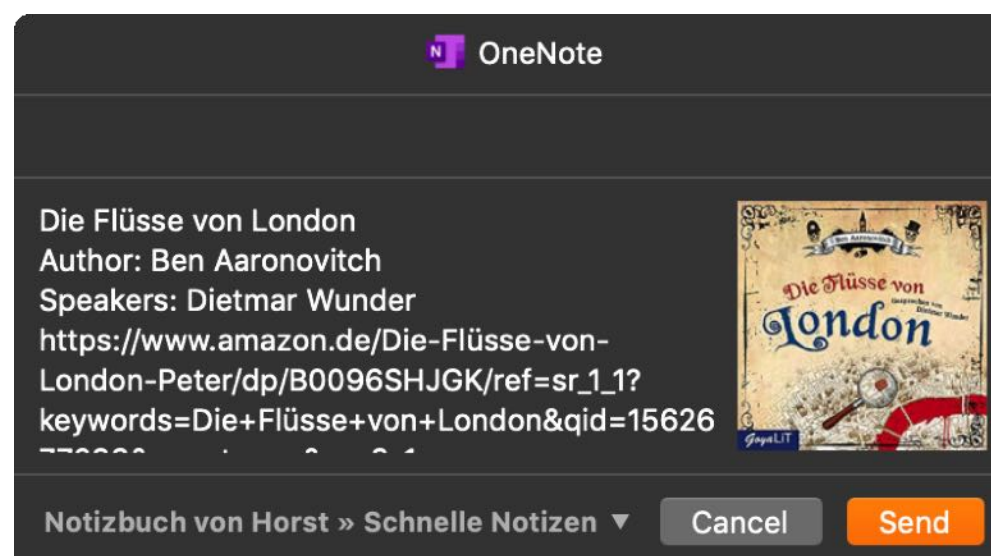 OneNote
Die Flüsse von London
Author: Ben Aaronovitch
Speakers: Dietmar Wunder
https://www.amazon.de/Die-Flüsse-von-
London-Peter/dp/B0096SHJGK/ref=sr_1_1?
keywords=Die+Flüsse+von+London&qid=15626
Ben Aaronovitch
Die Flüsse von
Gesprochen von
Dietmar Wunder
London
GoyaLiT
Notizbuch von Horst » Schnelle Notizen ▼
Cancel
Send